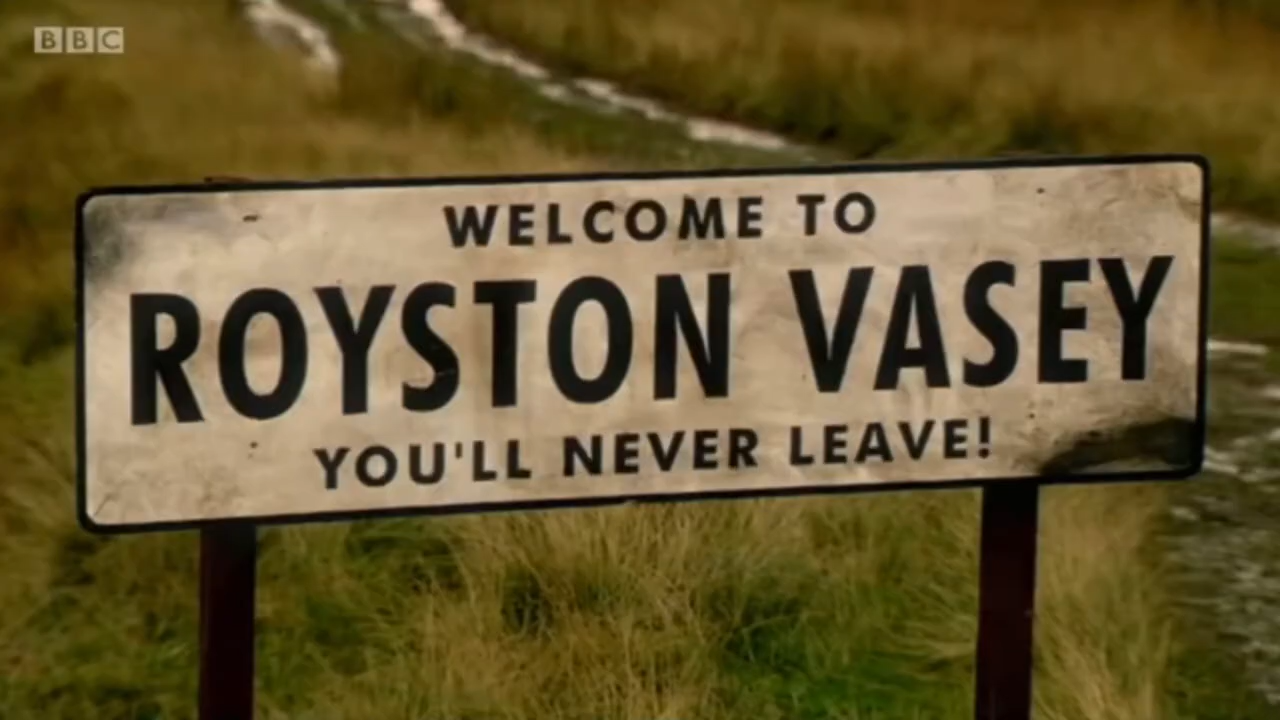 BBC
WELCOME TO
ROYSTON VASEY
YOU'LL NEVER LEAVE!